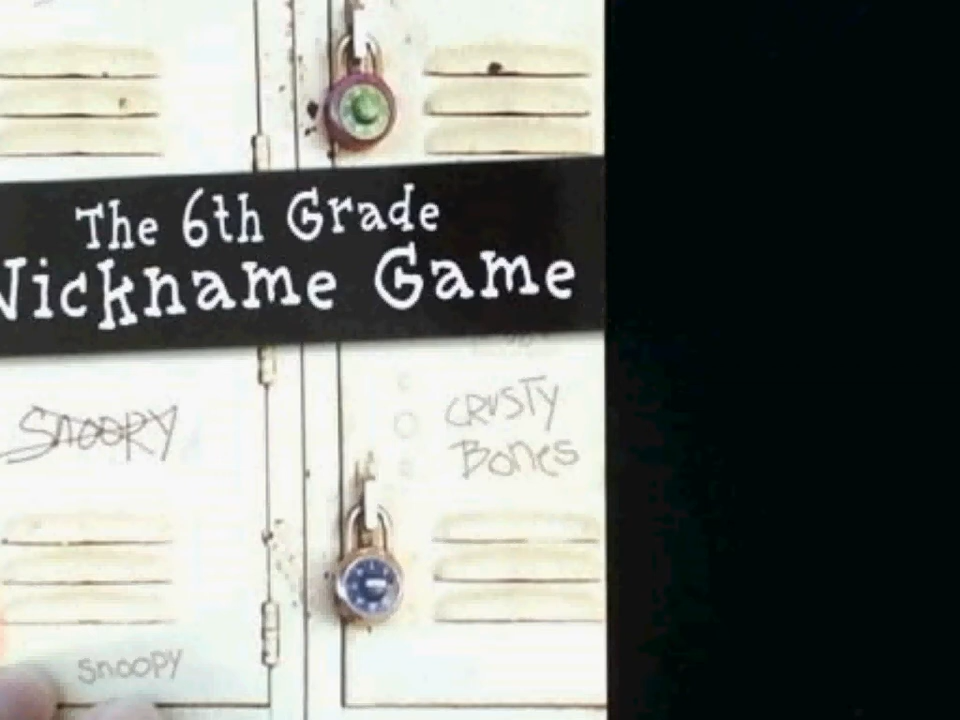 The 6th Grade
Nickname Game
Snoopy
CRUSTY
BONES
Snoopy